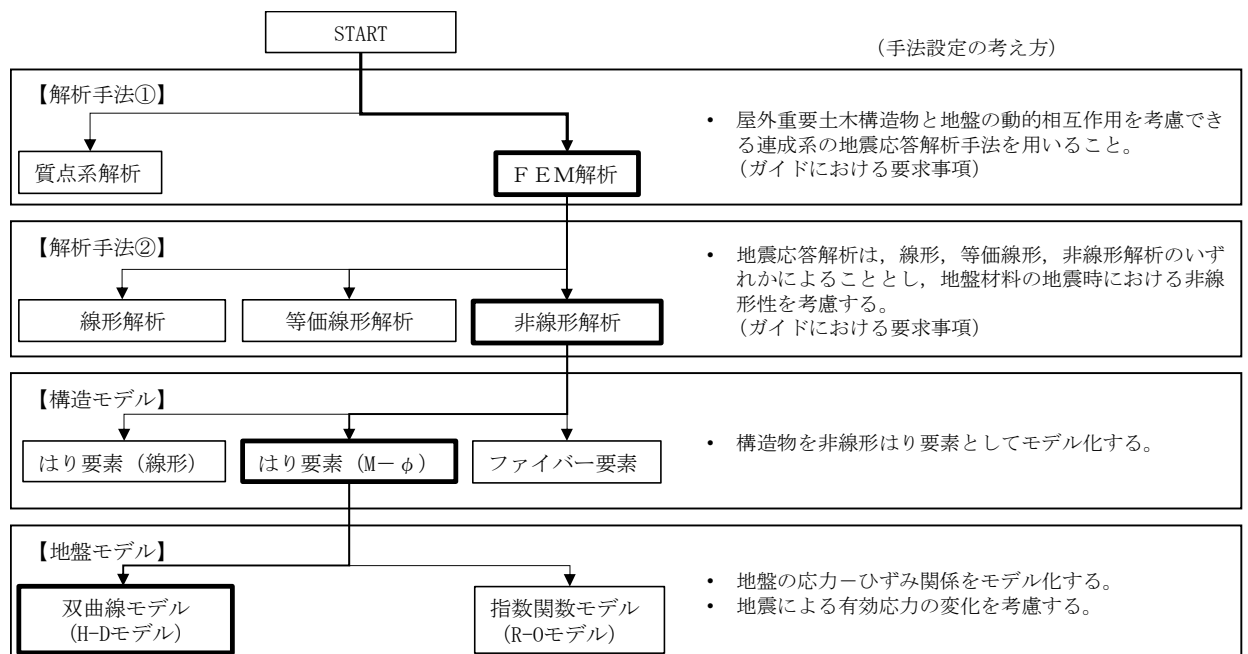 START
(手法設定の考え方)
【解析手法①】
質点系解析
ＦＥＭ解析
・ 屋外重要土木構造物と地盤の動的相互作用を考慮でき
る連成系の地震応答解析手法を用いること。
(ガイドにおける要求事項)
【解析手法②】
線形解析
等価線形解析
非線形解析
・ 地震応答解析は，線形，等価線形，非線形解析のいず
れかによることとし，地盤材料の地震時における非線
形性を考慮する。
(ガイドにおける要求事項)
【構造モデル】
はり要素（線形）
はり要素（M－φ）
ファイバー要素
・ 構造物を非線形はり要素としてモデル化する。
【地盤モデル】
双曲線モデル
(H-Dモデル)
指数関数モデル
(R-Oモデル)
・ 地盤の応力－ひずみ関係をモデル化する。
・ 地震による有効応力の変化を考慮する。